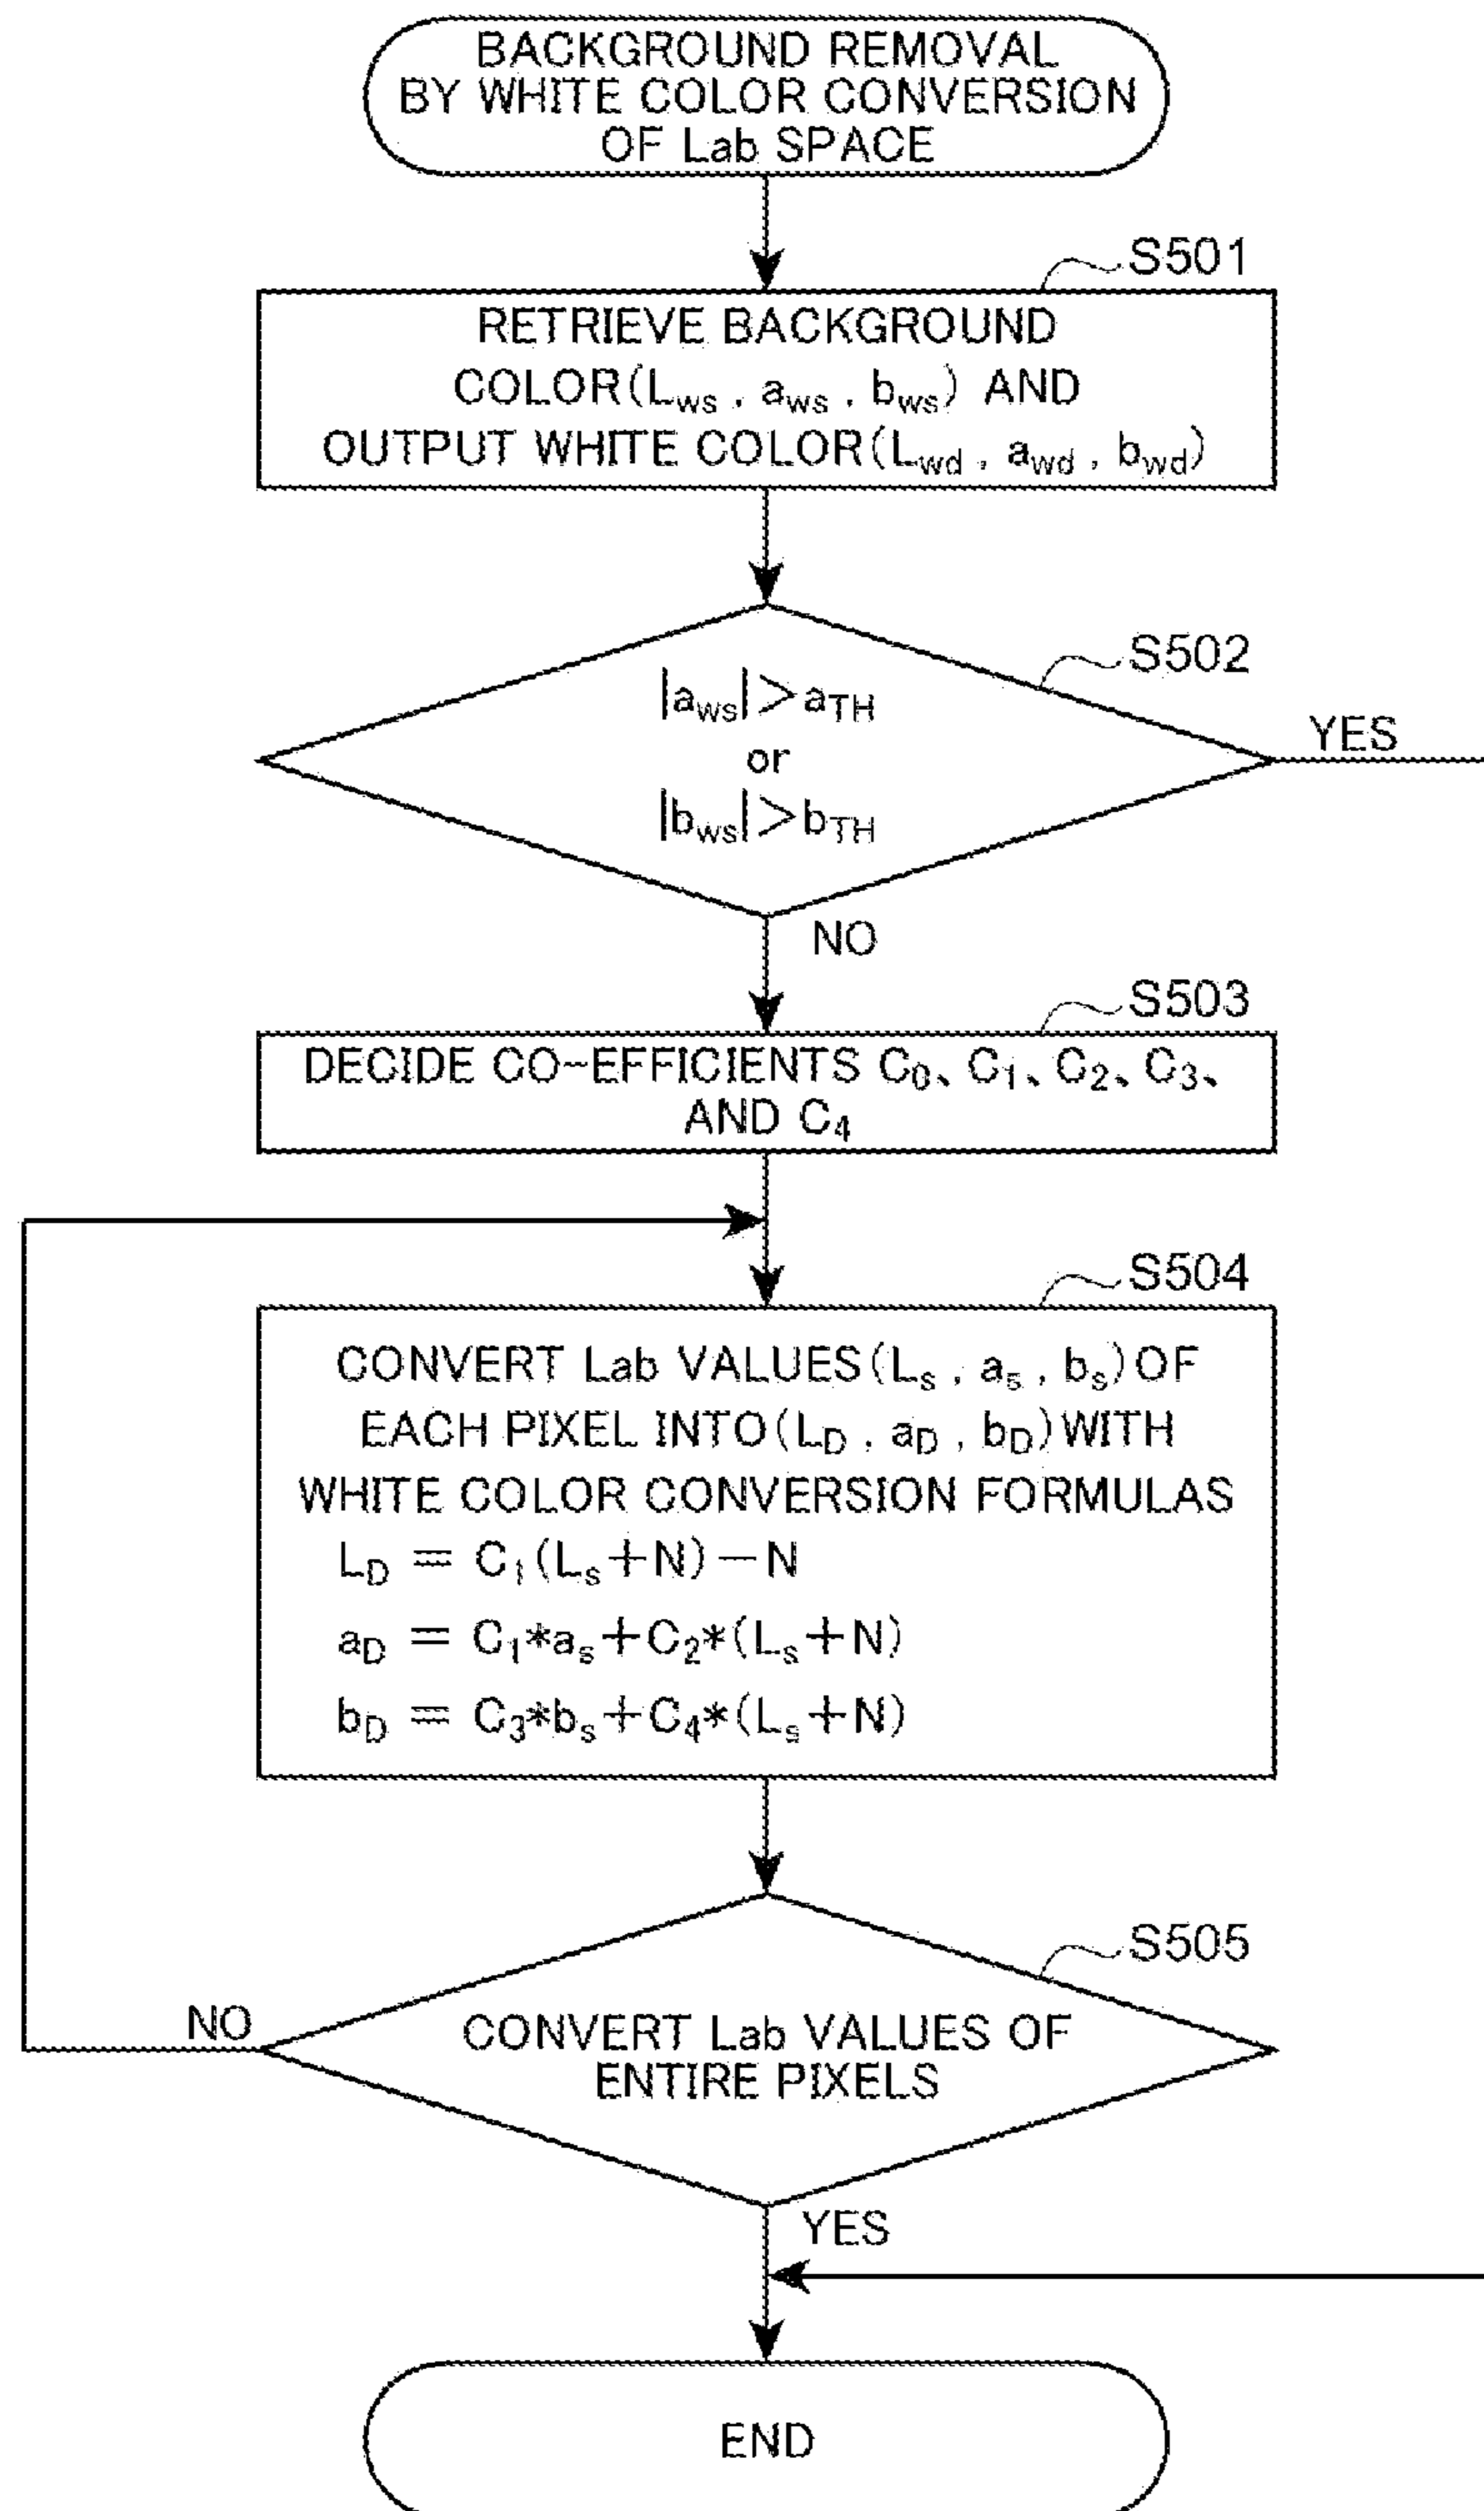 BACKGROUND REMOVAL
BY WHITE COLOR CONVERSION
OF Lab SPACE
S501
RETRIEVE BACKGROUND
COLOR(Lws , aws , bws) AND
OUTPUT WHITE COLOR(Lwd , awd , bwd)
S502
|aws|>aTH
or
|bws|>bTH
YES
NO
S503
DECIDE CO-EFFICIENTS C0、C1、C2、C3、
AND C4
S504
CONVERT Lab VALUES(Ls , as , bs)OF
EACH PIXEL INTO(LD , aD , bD)WITH
WHITE COLOR CONVERSION FORMULAS
LD = C1(Ls+N)−N
aD = C1*as+C2*(Ls+N)
bD = C3*bs+C4*(Ls+N)
S505
NO
CONVERT Lab VALUES OF
ENTIRE PIXELS
YES
END